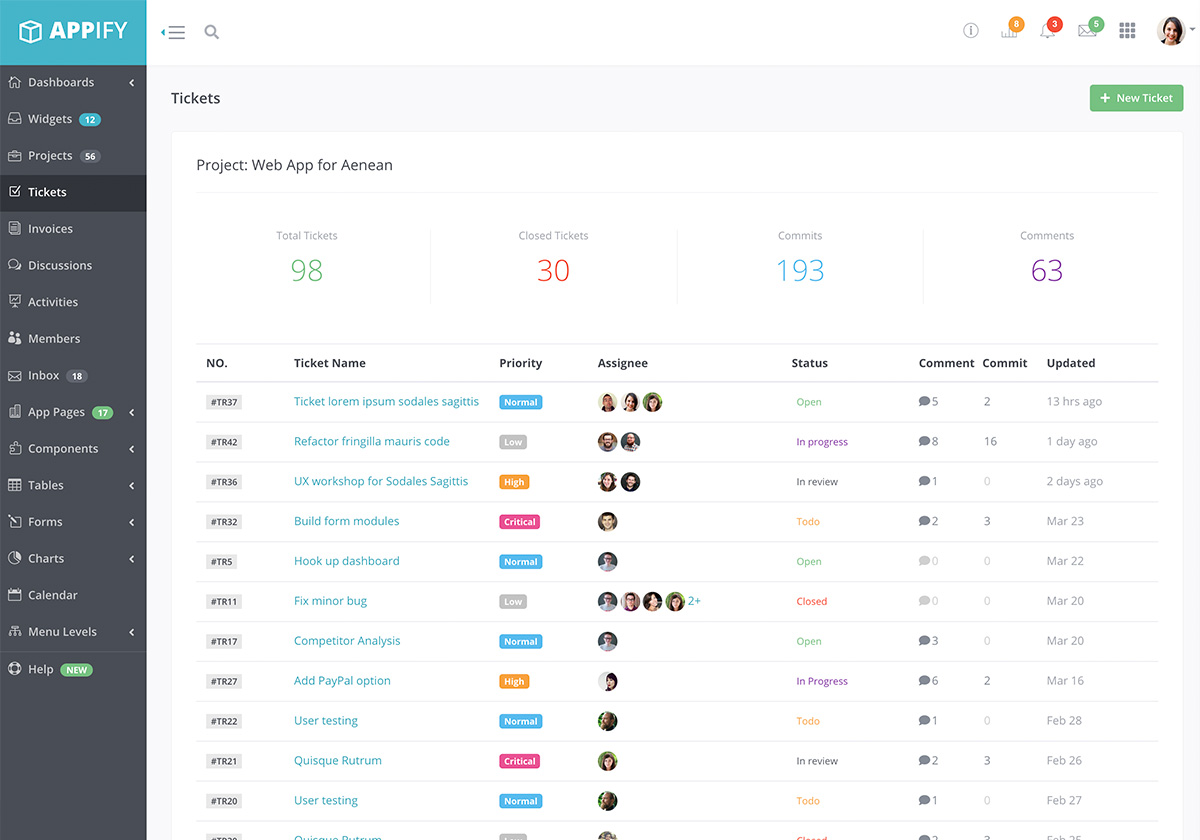 APPIFY
6
3
5
Dashboards
Widgets 12
Projects 56
Tickets
Invoices
Discussions
Activities
Members
Inbox 18
App Pages 17
Components
Tables
Forms
Charts
Calendar
Menu Levels
Help NEW
Tickets
+ New Ticket
Project: Web App for Aenean
Total Tickets Closed Tickets Commits Comments
98 30 193 63
NO. Ticket Name Priority Assignee Status Comment Commit Updated
#TR37 Ticket lorem ipsum sodales sagittis Normal Open 5 2 13 hrs ago
#TR42 Refactor fringilla mauris code Low In progress 8 16 1 day ago
#TR36 UX workshop for Sodales Sagittis High In review 1 0 2 days ago
#TR32 Build form modules Critical Todo 2 3 Mar 23
#TR5 Hook up dashboard Normal Open 0 0 Mar 22
#TR11 Fix minor bug Low 2+ Closed 0 0 Mar 20
#TR17 Competitor Analysis Normal Open 3 0 Mar 20
#TR27 Add PayPal option High In Progress 6 2 Mar 16
#TR22 User testing Normal Todo 1 0 Feb 28
#TR21 Quisque Rutrum Critical In review 2 3 Feb 26
#TR20 User testing Normal Todo 1 0 Feb 27
Quisque Rutrum Low Closed 2 3 Feb 25